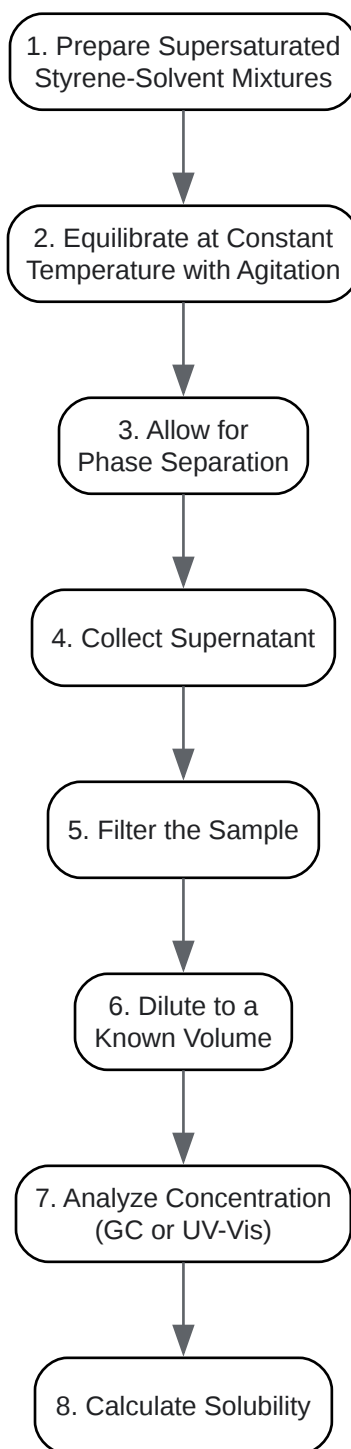 1. Prepare Supersaturated
Styrene-Solvent Mixtures
2. Equilibrate at Constant
Temperature with Agitation
3. Allow for
Phase Separation
4. Collect Supernatant
5. Filter the Sample
6. Dilute to a
Known Volume
7. Analyze Concentration
(GC or UV-Vis)
8. Calculate Solubility